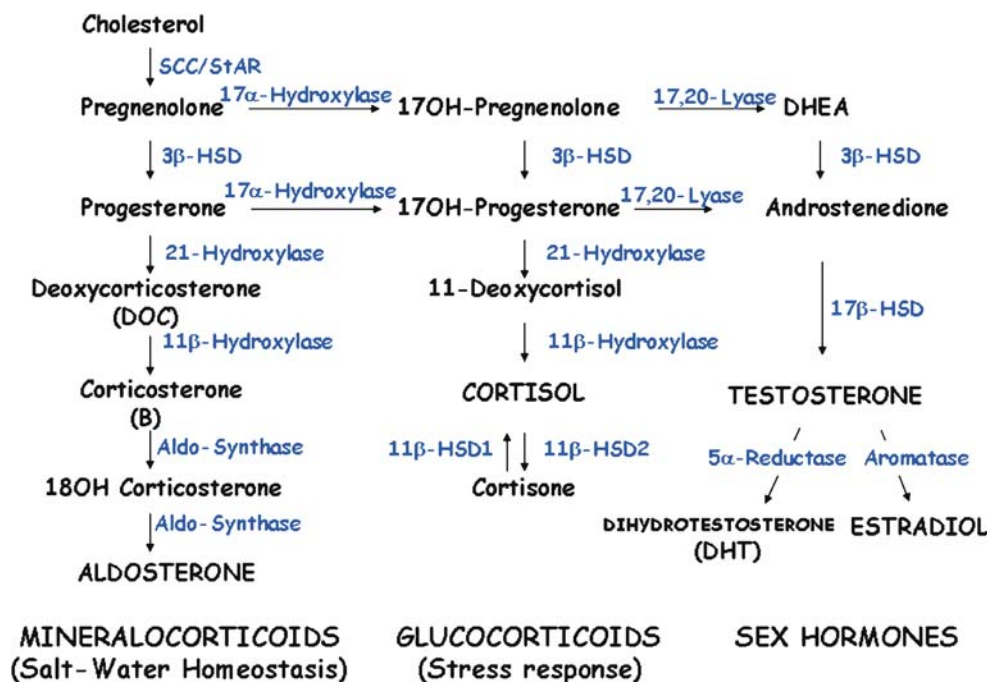 Cholesterol
SCC/StAR
17α-Hydroxylase
17,20-Lyase
Pregnenolone
17OH-Pregnenolone
DHEA
3β-HSD
3β-HSD
3β-HSD
17α-Hydroxylase
17,20-Lyase
Progesterone
17OH-Progesterone
Androstenedione
21-Hydroxylase
21-Hydroxylase
Deoxycorticosterone
(DOC)
11-Deoxycortisol
17β-HSD
11β-Hydroxylase
11β-Hydroxylase
Corticosterone
(B)
CORTISOL
TESTOSTERONE
Aldo-Synthase
11β-HSD1
11β-HSD2
5α-Reductase
Aromatase
18OH Corticosterone
Cortisone
Aldo-Synthase
DIHYDROTESTOSTERONE
(DHT)
ESTRADIOL
ALDOSTERONE
MINERALOCORTICOIDS
(Salt-Water Homeostasis)
GLUCOCORTICOIDS
(Stress response)
SEX HORMONES